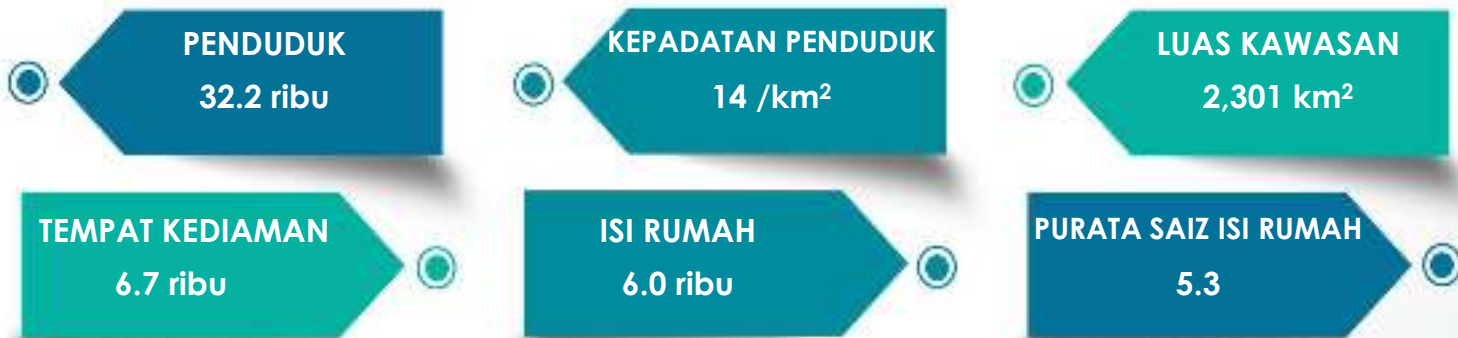 PENDUDUK
32.2 ribu
KEPADATAN PENDUDUK
14 /km²
LUAS KAWASAN
2,301 km²
TEMPAT KEDIAMAN
6.7 ribu
ISI RUMAH
6.0 ribu
PURATA SAIZ ISI RUMAH
5.3